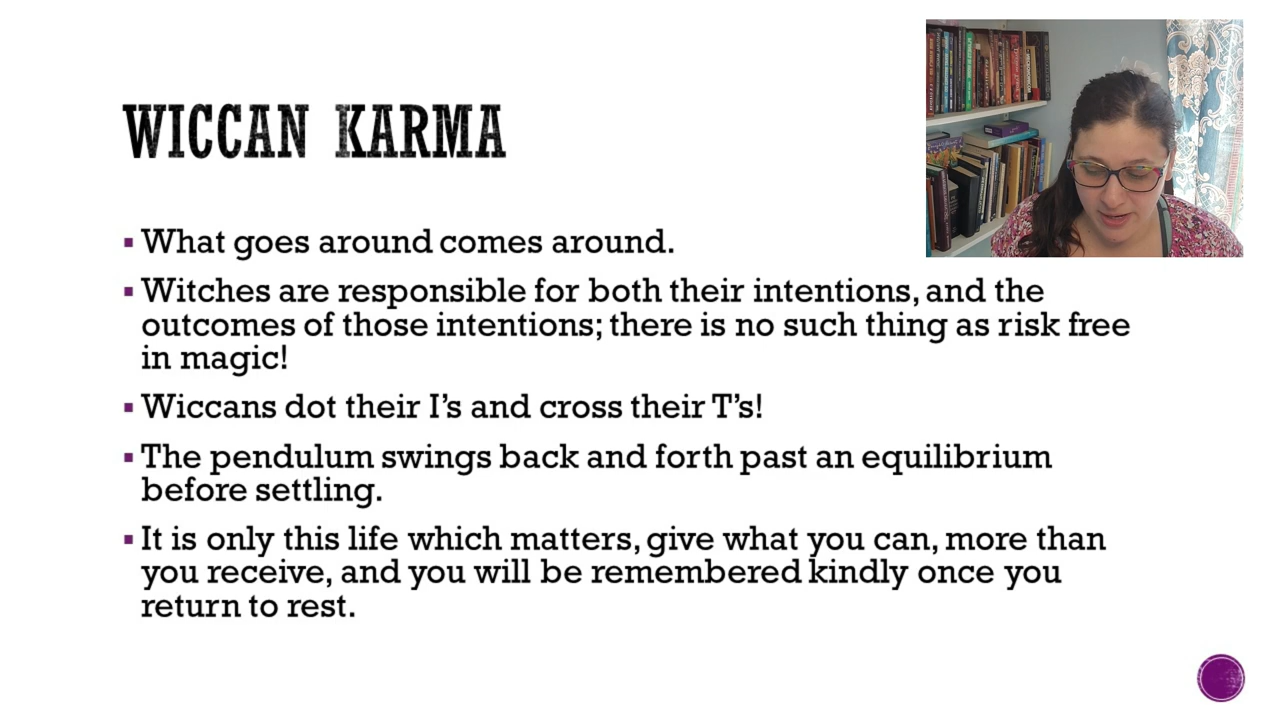 WICCAN KARMA
What goes around comes around.
Witches are responsible for both their intentions, and the
outcomes of those intentions; there is no such thing as risk free
in magic!
Wiccans dot their I’s and cross their T’s!
The pendulum swings back and forth past an equilibrium
before settling.
It is only this life which matters, give what you can, more than
you receive, and you will be remembered kindly once you
return to rest.